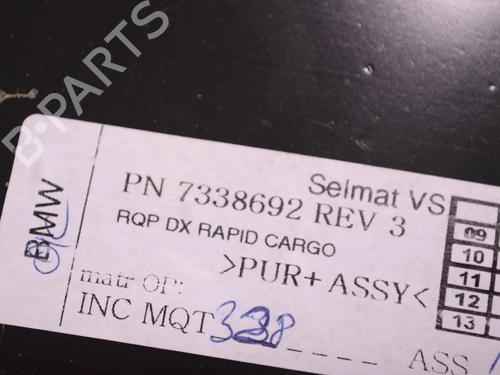 B-PARTS
Selmat VS
PN 7338692 REV 3
RQP DX RAPID CARGO
>PUR+ ASSY<
matr OP:
INC MQT 328
ASS
BMW
09
10
11
12
13